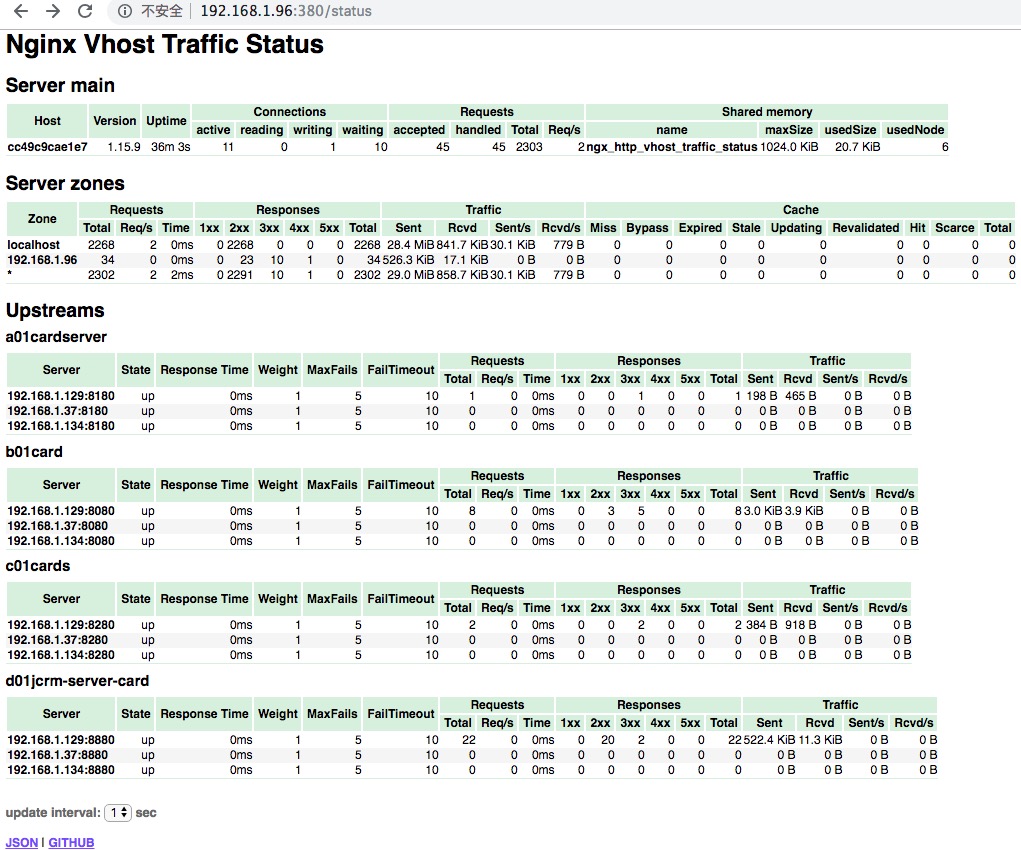 不安全 192.168.1.96:380/status
Nginx Vhost Traffic Status
Server main
Host Version Uptime Connections Requests Shared memory
active reading writing waiting accepted handled Total Req/s name maxSize usedSize usedNode
cc49c9cae1e7 1.15.9 36m 3s 11 0 1 10 45 45 2303 2 ngx_http_vhost_traffic_status 1024.0 KiB 20.7 KiB 6
Server zones
Zone Requests Responses Traffic Cache
Total Req/s Time 1xx 2xx 3xx 4xx 5xx Total Sent Rcvd Sent/s Rcvd/s Miss Bypass Expired Stale Updating Revalidated Hit Scarce Total
localhost 2268 2 0ms 0 2268 0 0 0 2268 28.4 MiB 841.7 KiB 30.1 KiB 779 B 0 0 0 0 0 0 0 0 0
192.168.1.96 34 0 0ms 0 23 10 1 0 34 526.3 KiB 17.1 KiB 0 B 0 B 0 0 0 0 0 0 0 0 0
* 2302 2 2ms 0 2291 10 1 0 2302 29.0 MiB 858.7 KiB 30.1 KiB 779 B 0 0 0 0 0 0 0 0 0
Upstreams
a01cardserver
Server State Response Time Weight MaxFails FailTimeout Requests Responses Traffic
Total Req/s Time 1xx 2xx 3xx 4xx 5xx Total Sent Rcvd Sent/s Rcvd/s
192.168.1.129:8180 up 0ms 1 5 10 1 0 0ms 0 0 1 0 0 1 198 B 465 B 0 B 0 B
192.168.1.37:8180 up 0ms 1 5 10 0 0 0ms 0 0 0 0 0 0 0 B 0 B 0 B 0 B
192.168.1.134:8180 up 0ms 1 5 10 0 0 0ms 0 0 0 0 0 0 0 B 0 B 0 B 0 B
b01card
Server State Response Time Weight MaxFails FailTimeout Requests Responses Traffic
Total Req/s Time 1xx 2xx 3xx 4xx 5xx Total Sent Rcvd Sent/s Rcvd/s
192.168.1.129:8080 up 0ms 1 5 10 8 0 0ms 0 3 5 0 0 8 3.0 KiB 3.9 KiB 0 B 0 B
192.168.1.37:8080 up 0ms 1 5 10 0 0 0ms 0 0 0 0 0 0 0 B 0 B 0 B 0 B
192.168.1.134:8080 up 0ms 1 5 10 0 0 0ms 0 0 0 0 0 0 0 B 0 B 0 B 0 B
c01cards
Server State Response Time Weight MaxFails FailTimeout Requests Responses Traffic
Total Req/s Time 1xx 2xx 3xx 4xx 5xx Total Sent Rcvd Sent/s Rcvd/s
192.168.1.129:8280 up 0ms 1 5 10 2 0 0ms 0 0 2 0 0 2 384 B 918 B 0 B 0 B
192.168.1.37:8280 up 0ms 1 5 10 0 0 0ms 0 0 0 0 0 0 0 B 0 B 0 B 0 B
192.168.1.134:8280 up 0ms 1 5 10 0 0 0ms 0 0 0 0 0 0 0 B 0 B 0 B 0 B
d01jcrm-server-card
Server State Response Time Weight MaxFails FailTimeout Requests Responses Traffic
Total Req/s Time 1xx 2xx 3xx 4xx 5xx Total Sent Rcvd Sent/s Rcvd/s
192.168.1.129:8880 up 0ms 1 5 10 22 0 0ms 0 20 2 0 0 22 522.4 KiB 11.3 KiB 0 B 0 B
192.168.1.37:8880 up 0ms 1 5 10 0 0 0ms 0 0 0 0 0 0 0 B 0 B 0 B 0 B
192.168.1.134:8880 up 0ms 1 5 10 0 0 0ms 0 0 0 0 0 0 0 B 0 B 0 B 0 B
update interval: 1 sec
JSON | GITHUB